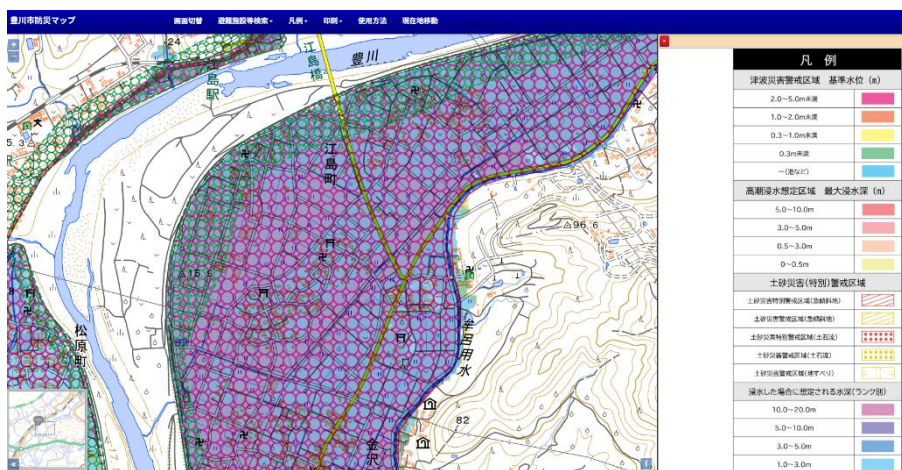 豊川市防災マップ
画面切替
避難施設等検索
凡例
印刷
使用方法
現在地移動
24
江島橋
豊川
江島駅
5.3
江島町
96.6
15.5
松原町
牟呂用水
82
金沢
凡 例
津波災害警戒区域 基準水位 (m)
2.0~5.0m未満
1.0~2.0m未満
0.3~1.0m未満
0.3m未満
ー(池など)
高潮浸水想定区域 最大浸水深 (m)
5.0~10.0m
3.0~5.0m
0.5~3.0m
0~0.5m
土砂災害(特別)警戒区域
土砂災害特別警戒区域(急傾斜地)
土砂災害警戒区域(急傾斜地)
土砂災害特別警戒区域(土石流)
土砂災害警戒区域(土石流)
土砂災害警戒区域(地すべり)
浸水した場合に想定される水深(ランク別)
10.0~20.0m
5.0~10.0m
3.0~5.0m
1.0~3.0m